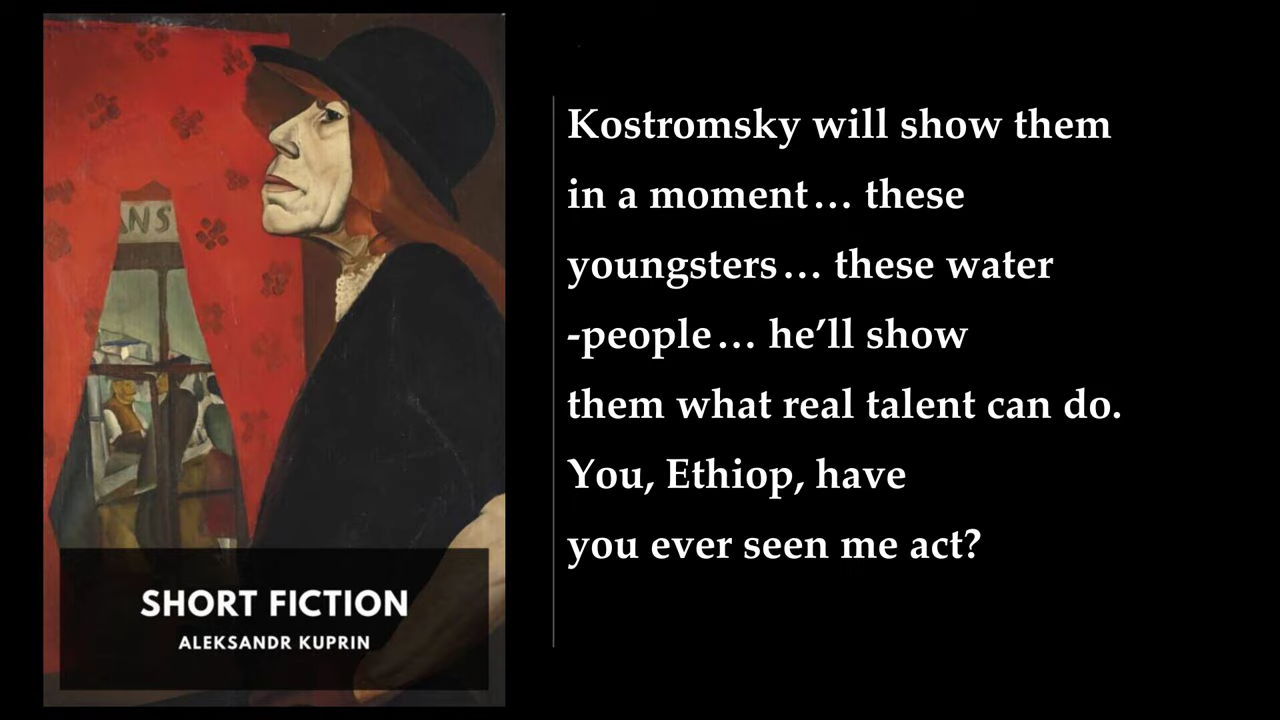 ANS
SHORT FICTION
ALEKSANDR KUPRIN
Kostromsky will show them
in a moment… these
youngsters… these water
-people… he’ll show
them what real talent can do.
You, Ethiop, have
you ever seen me act?